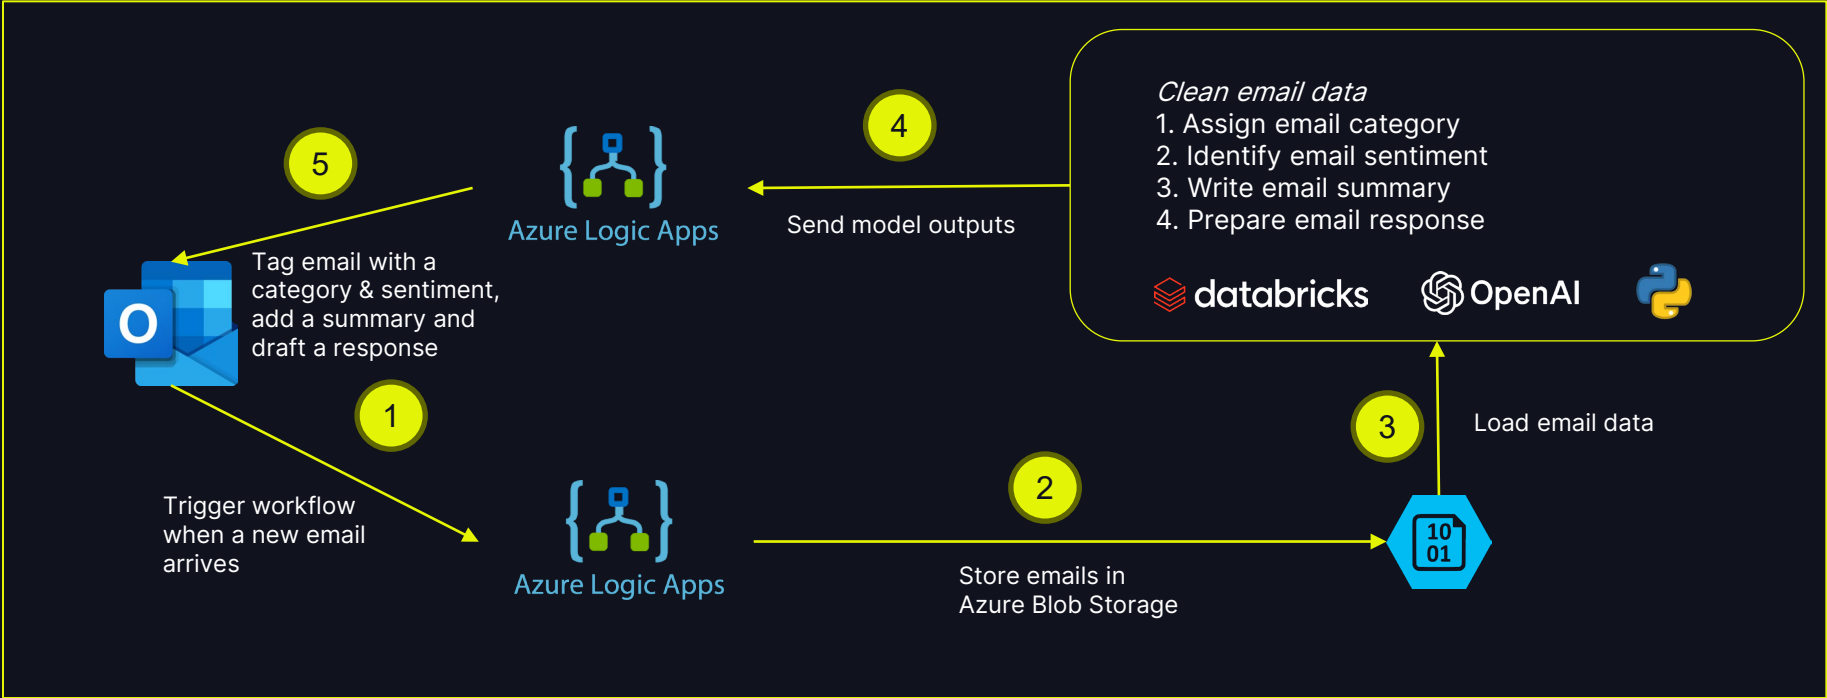 Clean email data
1. Assign email category
2. Identify email sentiment
3. Write email summary
4. Prepare email response
databricks
OpenAI
4
Send model outputs
Azure Logic Apps
5
Tag email with a
category & sentiment,
add a summary and
draft a response
O
1
Trigger workflow
when a new email
arrives
Azure Logic Apps
2
Store emails in
Azure Blob Storage
10
01
3
Load email data